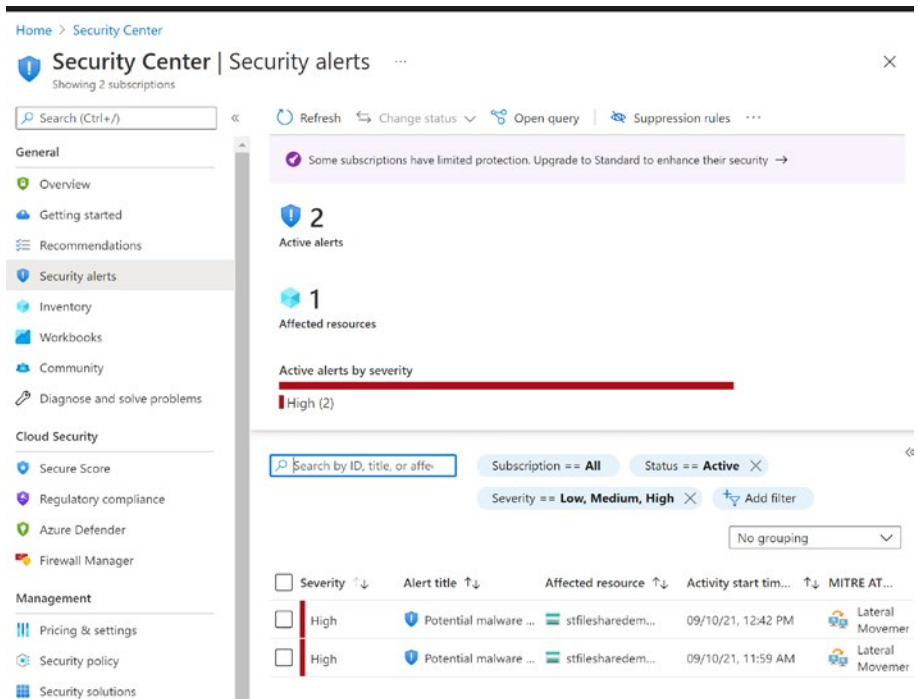 Home > Security Center
Security Center | Security alerts ...
Showing 2 subscriptions
Search (Ctrl+/)
«
General
Overview
Getting started
Recommendations
Security alerts
Inventory
Workbooks
Community
Diagnose and solve problems
Cloud Security
Secure Score
Regulatory compliance
Azure Defender
Firewall Manager
Management
Pricing & settings
Security policy
Security solutions
Refresh Change status Open query Suppression rules ...
Some subscriptions have limited protection. Upgrade to Standard to enhance their security →
2
Active alerts
1
Affected resources
Active alerts by severity
High (2)
Search by ID, title, or affe
Subscription == All Status == Active ×
Severity == Low, Medium, High × Add filter
No grouping
Severity ↑↓ Alert title ↑↓ Affected resource ↑↓ Activity start tim... ↑↓ MITRE AT...
High Potential malware ... stfilesharedem... 09/10/21, 12:42 PM Lateral
Movemer
High Potential malware ... stfilesharedem... 09/10/21, 11:59 AM Lateral
Movemer